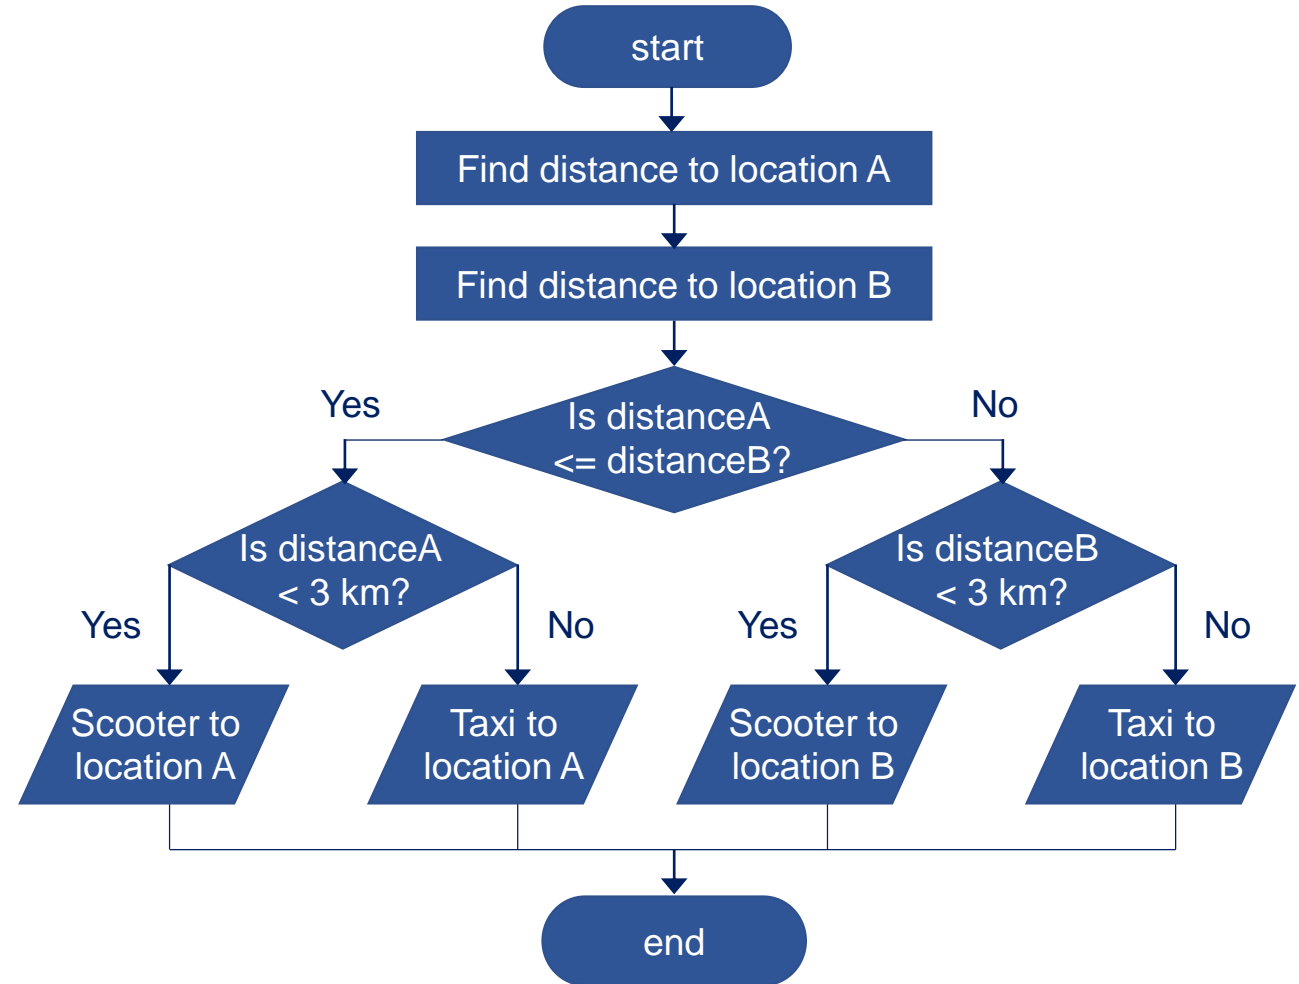 start
Find distance to location A
Find distance to location B
Yes
No
Is distanceA
<= distanceB?
Is distanceA
< 3 km?
Is distanceB
< 3 km?
Yes
No
Yes
No
Scooter to
location A
Taxi to
location A
Scooter to
location B
Taxi to
location B
end